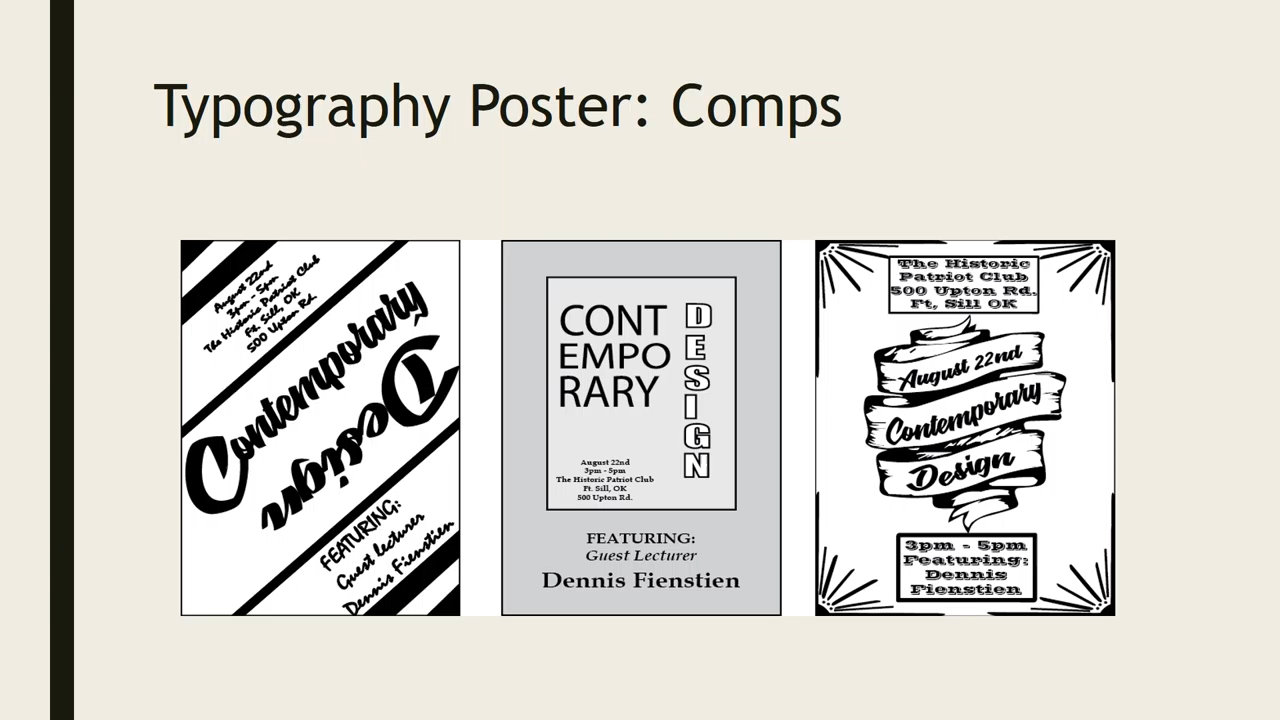 Typography Poster: Comps
August 22nd
3pm - 5pm
The Historic Patriot Club
Ft. Sill, OK
500 Upton Rd.
Contemporary
Design
FEATURING:
Guest lecturer
Dennis Fienstien
CONT
EMPO
RARY
DESIGN
August 22nd
3pm - 5pm
The Historic Patriot Club
Ft. Sill, OK
500 Upton Rd.
FEATURING:
Guest Lecturer
Dennis Fienstien
The Historic
Patriot Club
500 Upton Rd.
Ft, Sill OK
August 22nd
Contemporary
Design
3pm - 5pm
Featuring:
Dennis
Fienstien